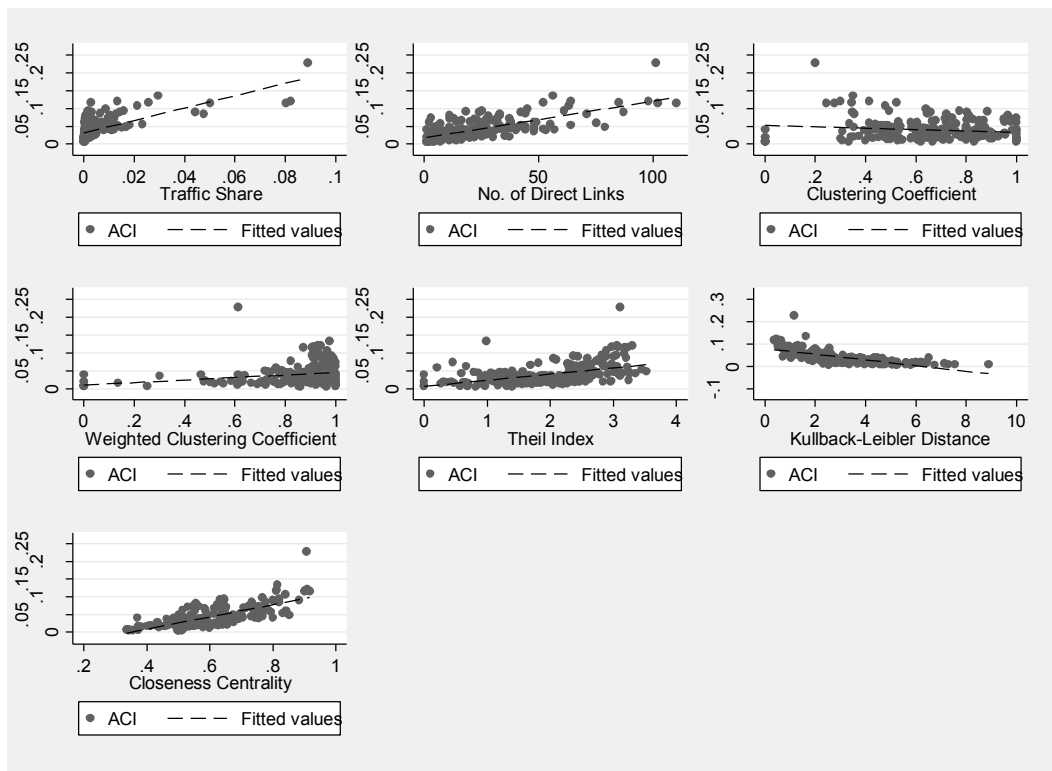 0 .05 .1 .15 .2 .25
0 .02 .04 .06 .08 .1
Traffic Share
ACI Fitted values
0 .05 .1 .15 .2 .25
0 50 100
No. of Direct Links
ACI Fitted values
0 .05 .1 .15 .2 .25
0 .2 .4 .6 .8 1
Clustering Coefficient
ACI Fitted values
0 .05 .1 .15 .2 .25
0 .2 .4 .6 .8 1
Weighted Clustering Coefficient
ACI Fitted values
0 .05 .1 .15 .2 .25
0 1 2 3 4
Theil Index
ACI Fitted values
-.1 0 .1 .2 .3
0 2 4 6 8 10
Kullback-Leibler Distance
ACI Fitted values
0 .05 .1 .15 .2 .25
.2 .4 .6 .8 1
Closeness Centrality
ACI Fitted values